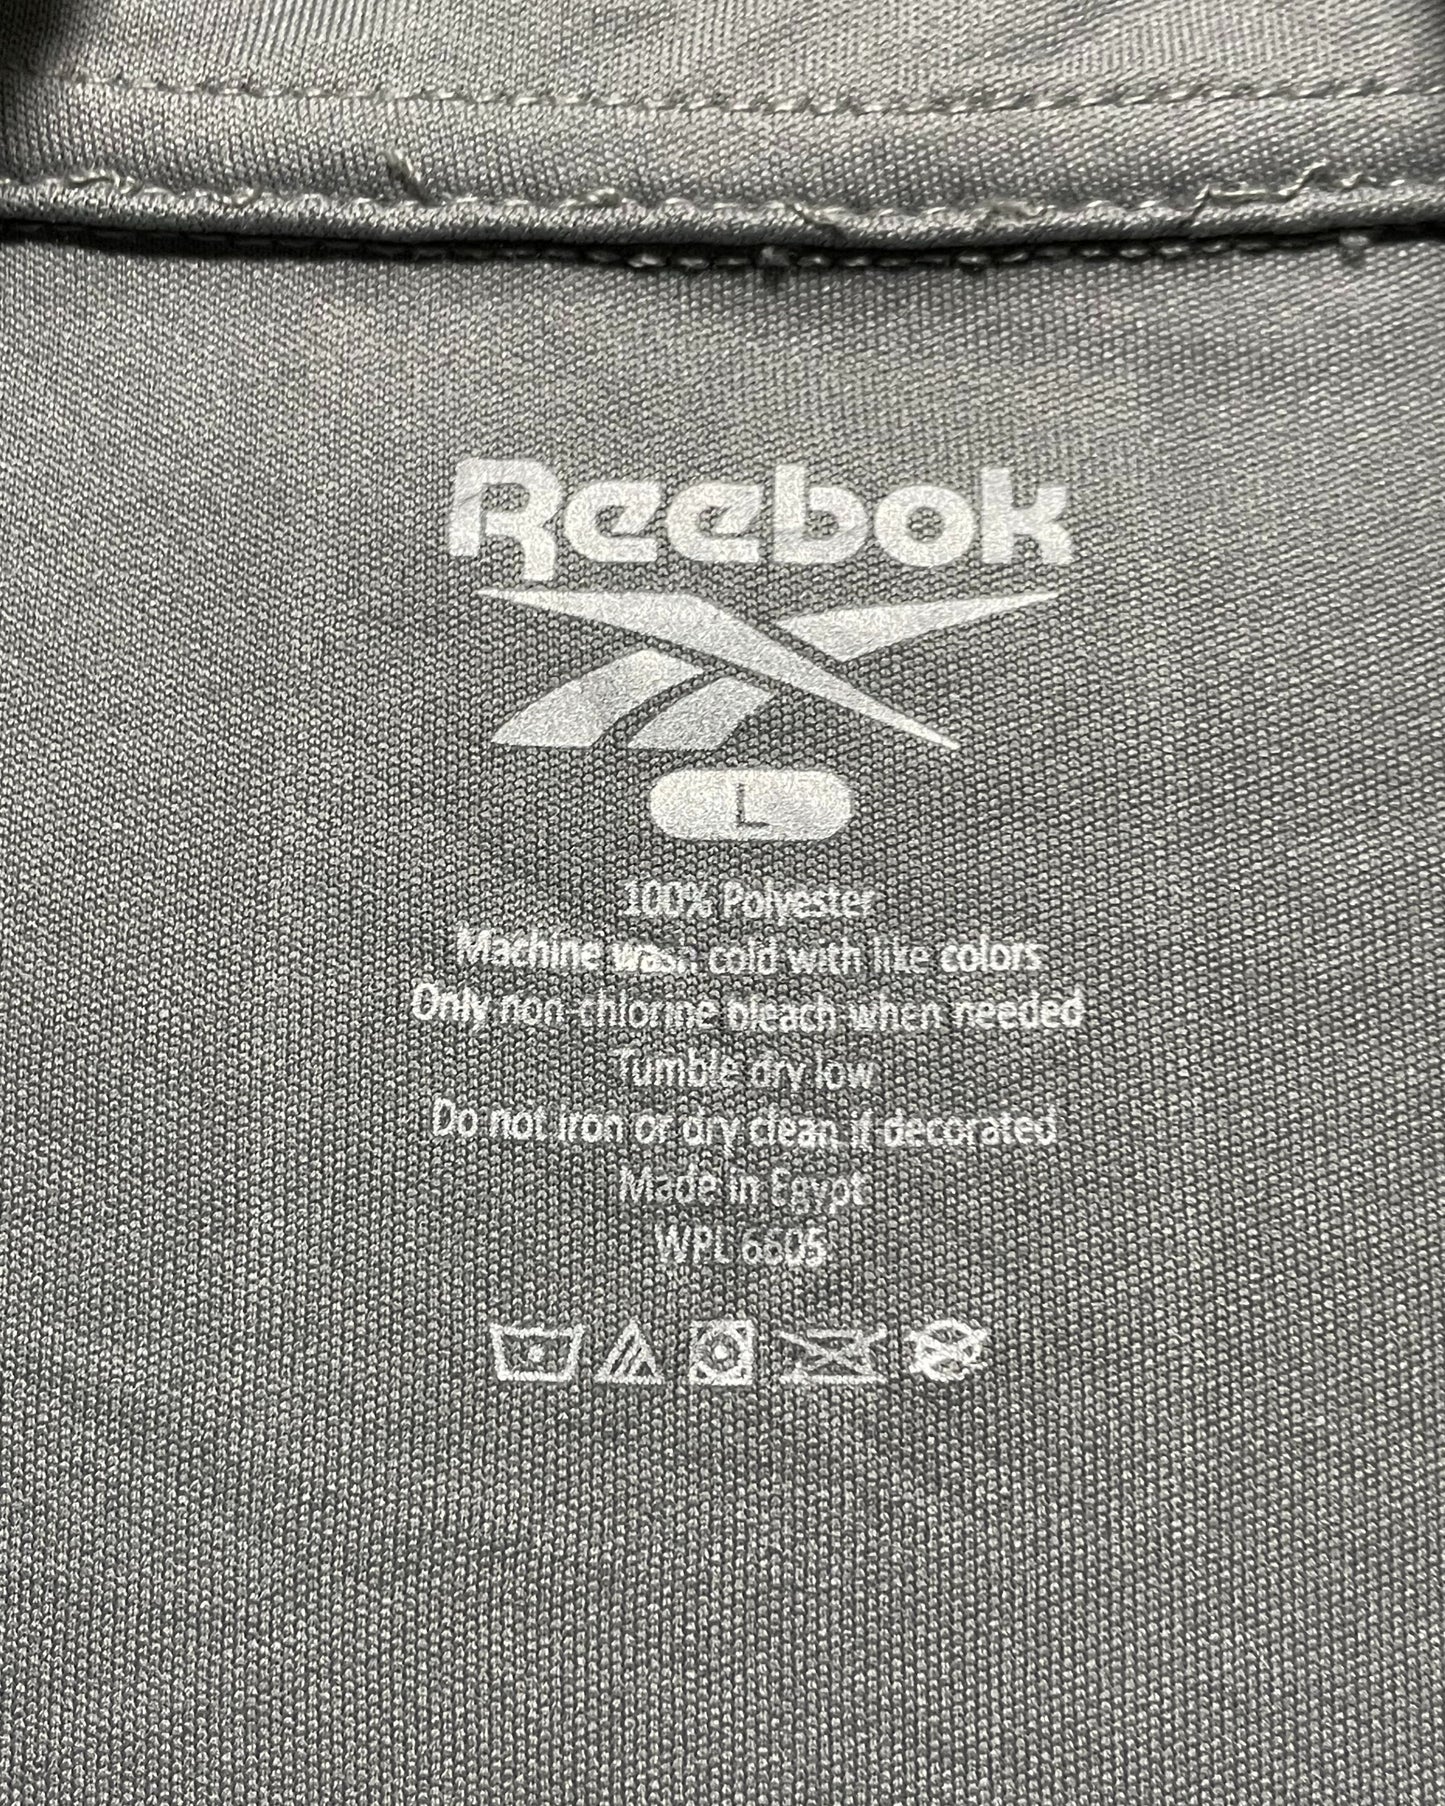 Reebok
L
100% Polyester
Machine wash cold with like colors
Only non-chlorine bleach when needed
Tumble dry low
Do not iron or dry clean if decorated
Made in Egypt
WPL 6605